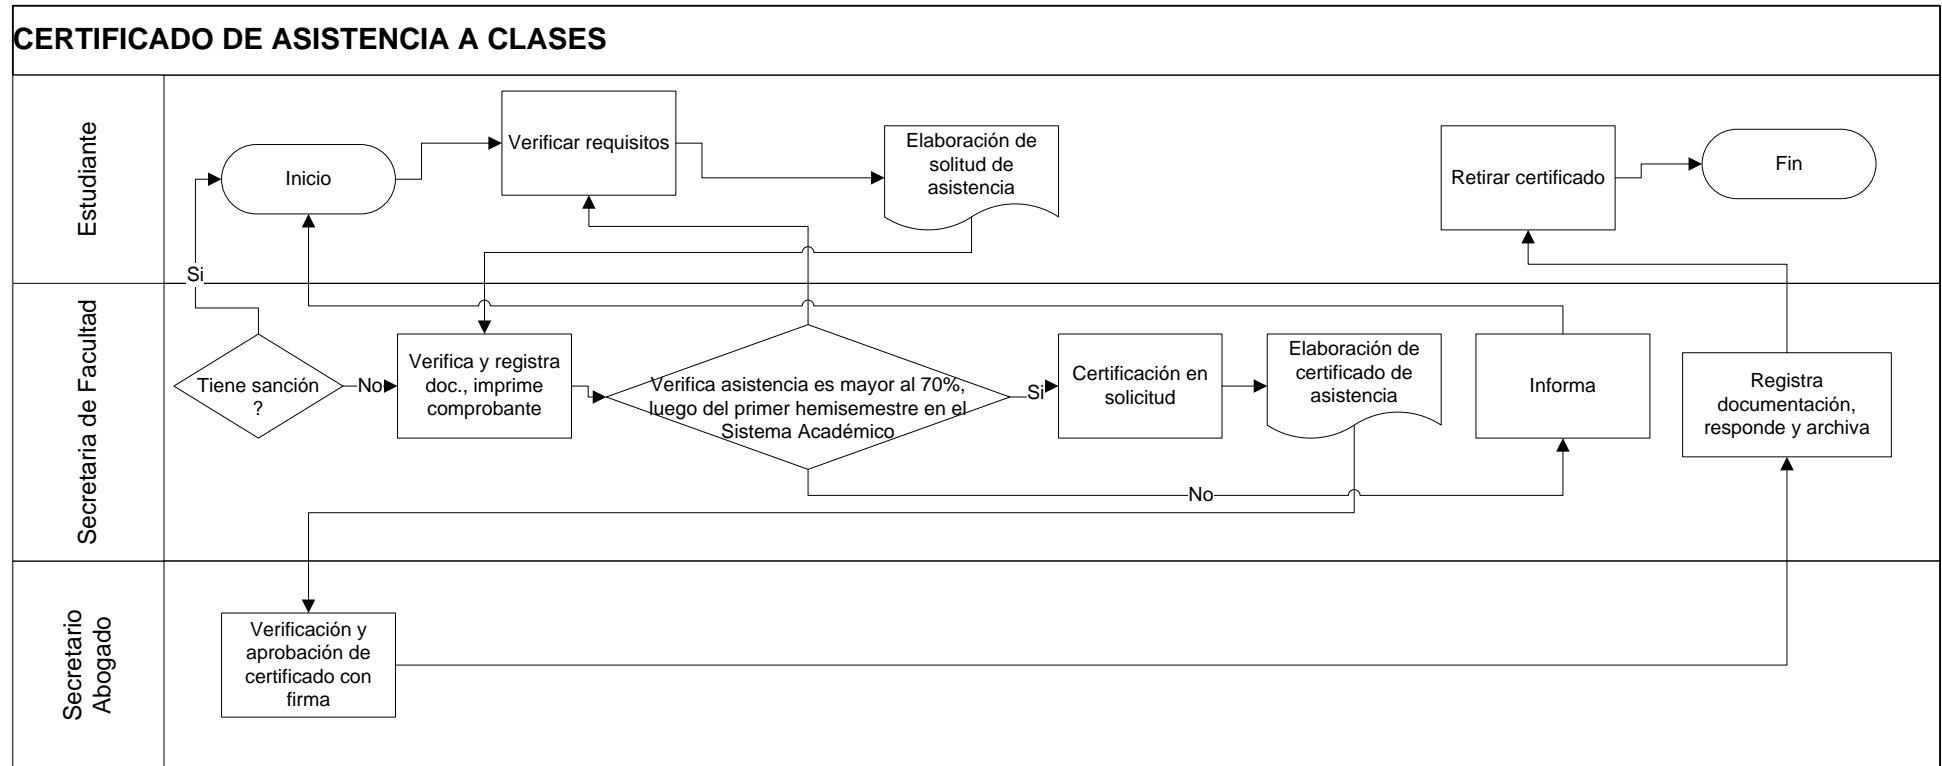 CERTIFICADO DE ASISTENCIA A CLASES
Estudiante
Inicio
Verificar requisitos
Elaboración de
solitud de
asistencia
Retirar certificado
Fin
Si
Secretaria de Facultad
Tiene sanción
?
No
Verifica y registra
doc., imprime
comprobante
Verifica asistencia es mayor al 70%,
luego del primer hemisemestre en el
Sistema Académico
Si
Certificación en
solicitud
Elaboración de
certificado de
asistencia
Informa
Registra
documentación,
responde y archiva
No
Secretario
Abogado
Verificación y
aprobación de
certificado con
firma